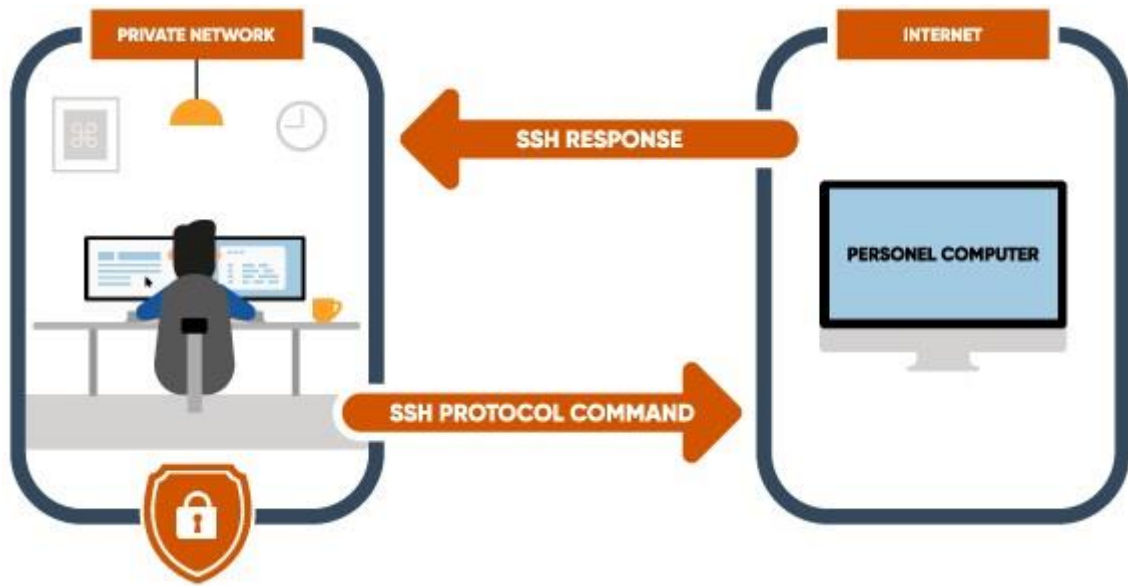 PRIVATE NETWORK
INTERNET
SSH RESPONSE
PERSONEL COMPUTER
SSH PROTOCOL COMMAND